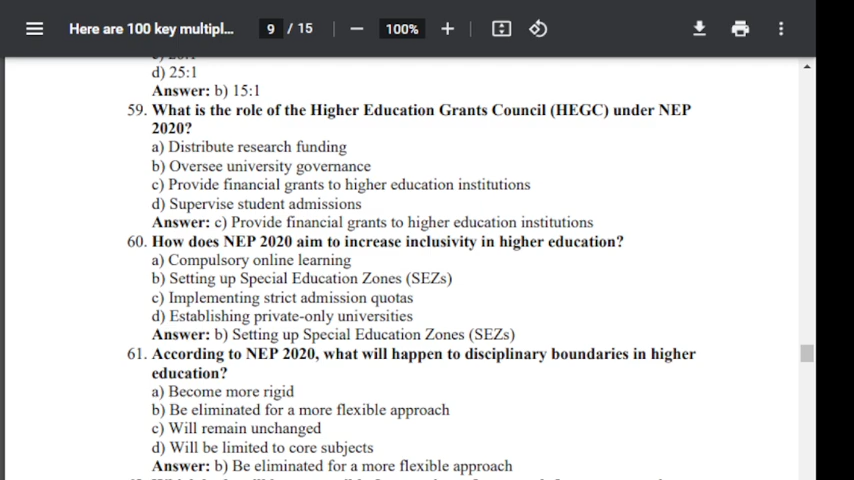 Here are 100 key multipl... 9 / 15 100%
d) 25:1
Answer: b) 15:1
59. What is the role of the Higher Education Grants Council (HEGC) under NEP
2020?
a) Distribute research funding
b) Oversee university governance
c) Provide financial grants to higher education institutions
d) Supervise student admissions
Answer: c) Provide financial grants to higher education institutions
60. How does NEP 2020 aim to increase inclusivity in higher education?
a) Compulsory online learning
b) Setting up Special Education Zones (SEZs)
c) Implementing strict admission quotas
d) Establishing private-only universities
Answer: b) Setting up Special Education Zones (SEZs)
61. According to NEP 2020, what will happen to disciplinary boundaries in higher
education?
a) Become more rigid
b) Be eliminated for a more flexible approach
c) Will remain unchanged
d) Will be limited to core subjects
Answer: b) Be eliminated for a more flexible approach